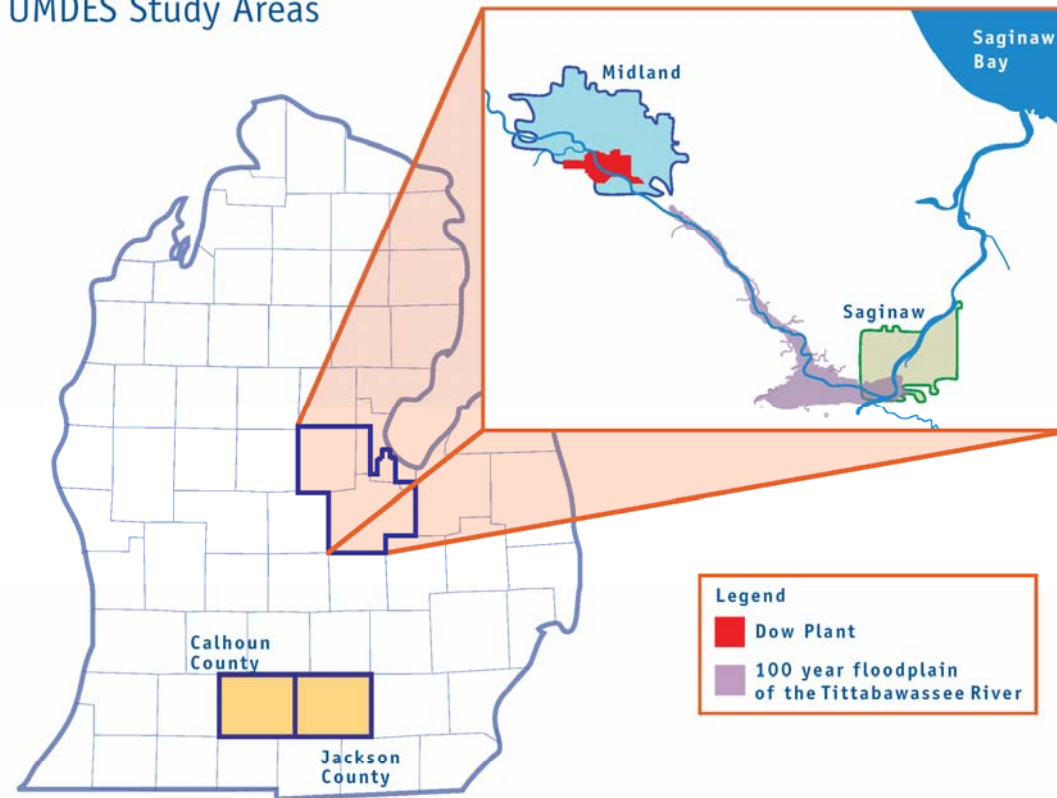 UMDES Study Areas
Saginaw
Bay
Midland
Saginaw
Calhoun
County
Jackson
County
Legend
Dow Plant
100 year floodplain
of the Tittabawassee River